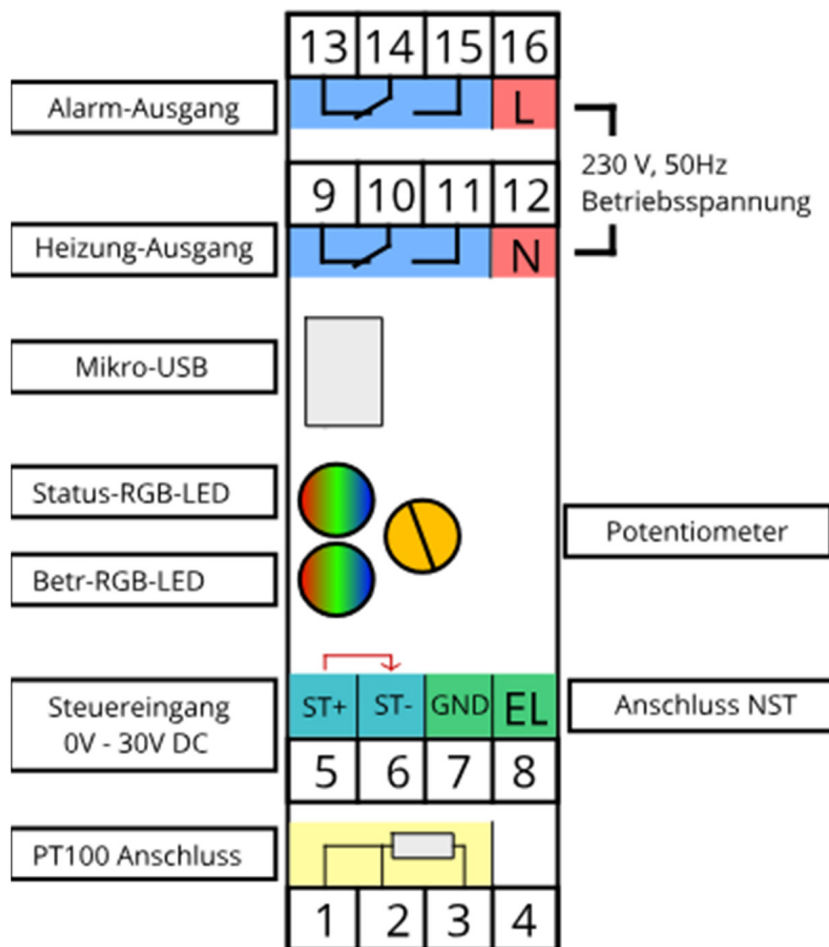 13 14 15 16
Alarm-Ausgang
L
230 V, 50Hz
Betriebsspannung
9 10 11 12
Heizung-Ausgang
N
Mikro-USB
Status-RGB-LED
Potentiometer
Betr-RGB-LED
Steuereingang
0V - 30V DC
ST+ ST- GND EL
Anschluss NST
5 6 7 8
PT100 Anschluss
1 2 3 4